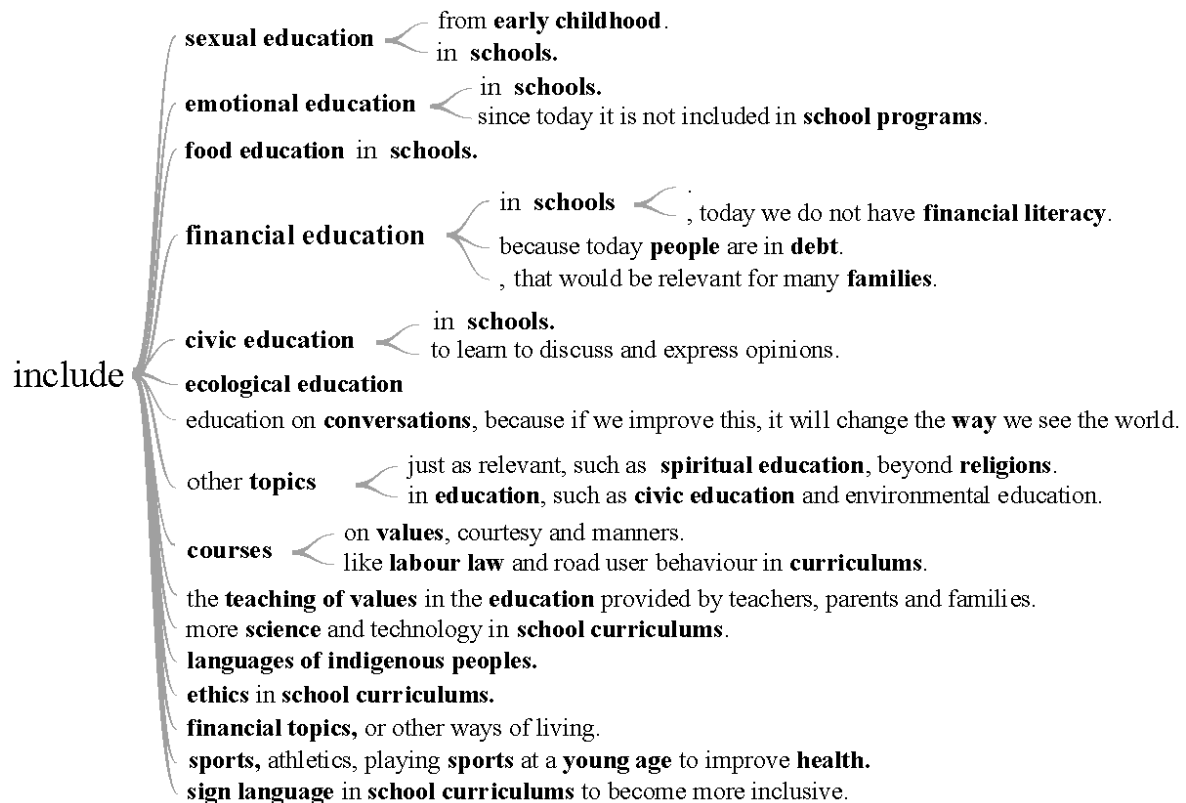 sexual education
from early childhood.
in schools.
emotional education
in schools.
since today it is not included in school programs.
food education in schools.
financial education
in schools
.
, today we do not have financial literacy.
because today people are in debt.
, that would be relevant for many families.
civic education
in schools.
to learn to discuss and express opinions.
include
ecological education
education on conversations, because if we improve this, it will change the way we see the world.
other topics
just as relevant, such as spiritual education, beyond religions.
in education, such as civic education and environmental education.
courses
on values, courtesy and manners.
like labour law and road user behaviour in curriculums.
the teaching of values in the education provided by teachers, parents and families.
more science and technology in school curriculums.
languages of indigenous peoples.
ethics in school curriculums.
financial topics, or other ways of living.
sports, athletics, playing sports at a young age to improve health.
sign language in school curriculums to become more inclusive.